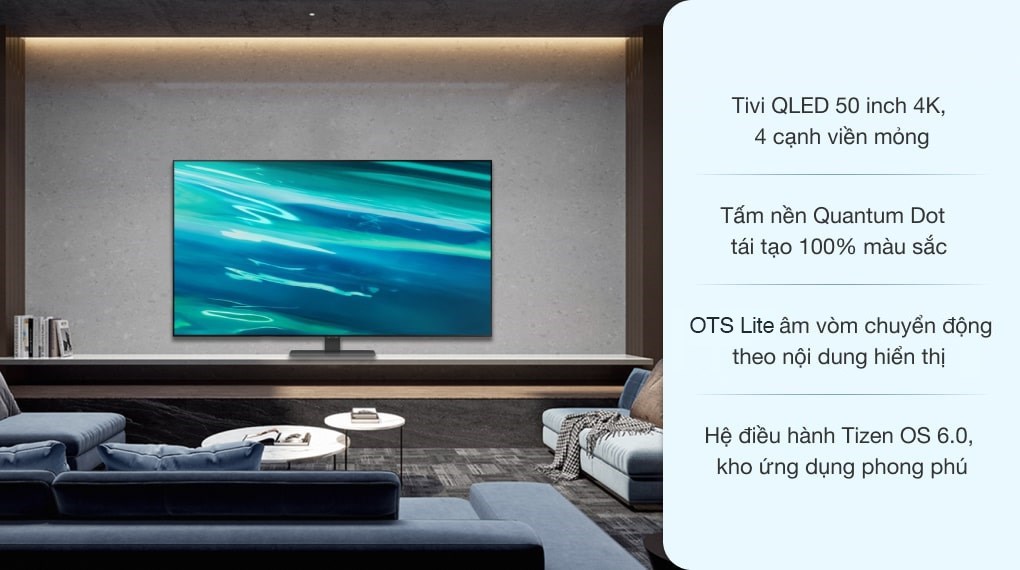 Tivi QLED 50 inch 4K,
4 cạnh viền mỏng
Tấm nền Quantum Dot
tái tạo 100% màu sắc
OTS Lite âm vòm chuyển động
theo nội dung hiển thị
Hệ điều hành Tizen OS 6.0,
kho ứng dụng phong phú